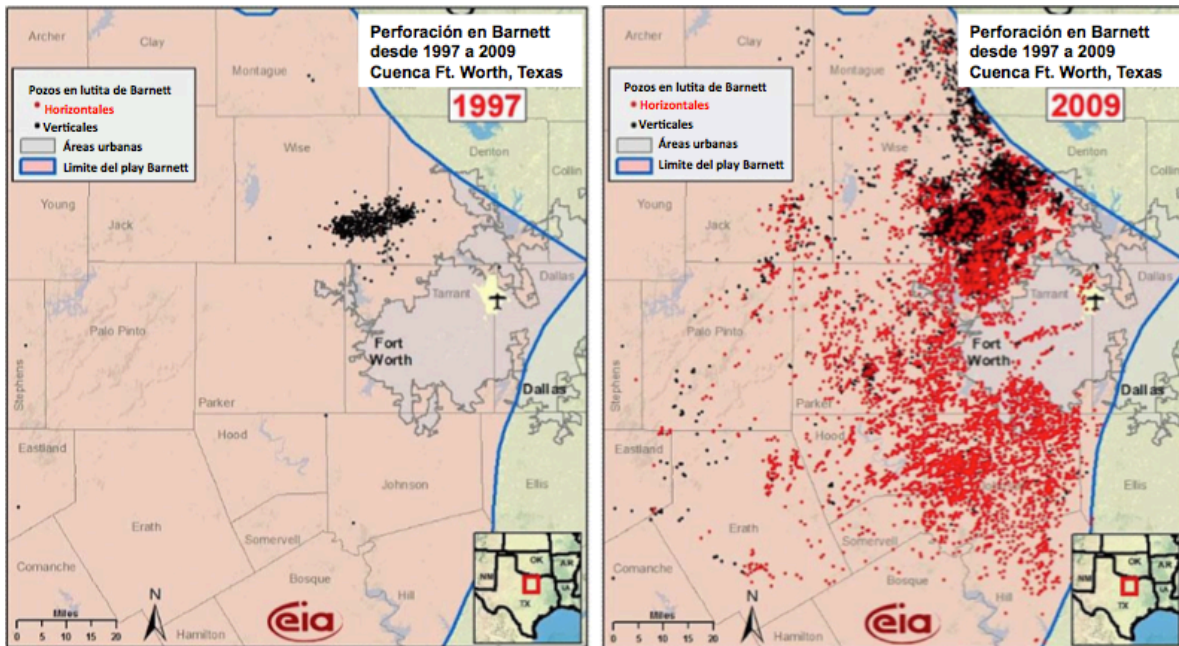 Archer
Clay
Montague
Perforación en Barnett
desde 1997 a 2009
Cuenca Ft. Worth, Texas
1997
Pozos en lutita de Barnett
Horizontales
Verticales
Áreas urbanas
Limite del play Barnett
Wise
Denton
Collin
Young
Jack
Palo Pinto
Tarrant
Dallas
Fort
Worth
Stephens
Parker
Dallas
Eastland
Hood
Johnson
Ellis
Erath
Somervell
Comanche
Bosque
Hill
Hamilton
Miles
0 5 10 20
N
eia
OK
AR
NM
TX
LA
Archer
Clay
Montague
Perforación en Barnett
desde 1997 a 2009
Cuenca Ft. Worth, Texas
2009
Pozos en lutita de Barnett
Horizontales
Verticales
Áreas urbanas
Limite del play Barnett
Wise
Denton
Collin
Young
Jack
Palo Pinto
Tarrant
Dallas
Fort
Worth
Stephens
Parker
Dallas
Eastland
Hood
Ellis
Erath
Somervell
Comanche
Bosque
Hill
Hamilton
Miles
0 5 10 20
N
eia
OK
AR
NM
TX
LA